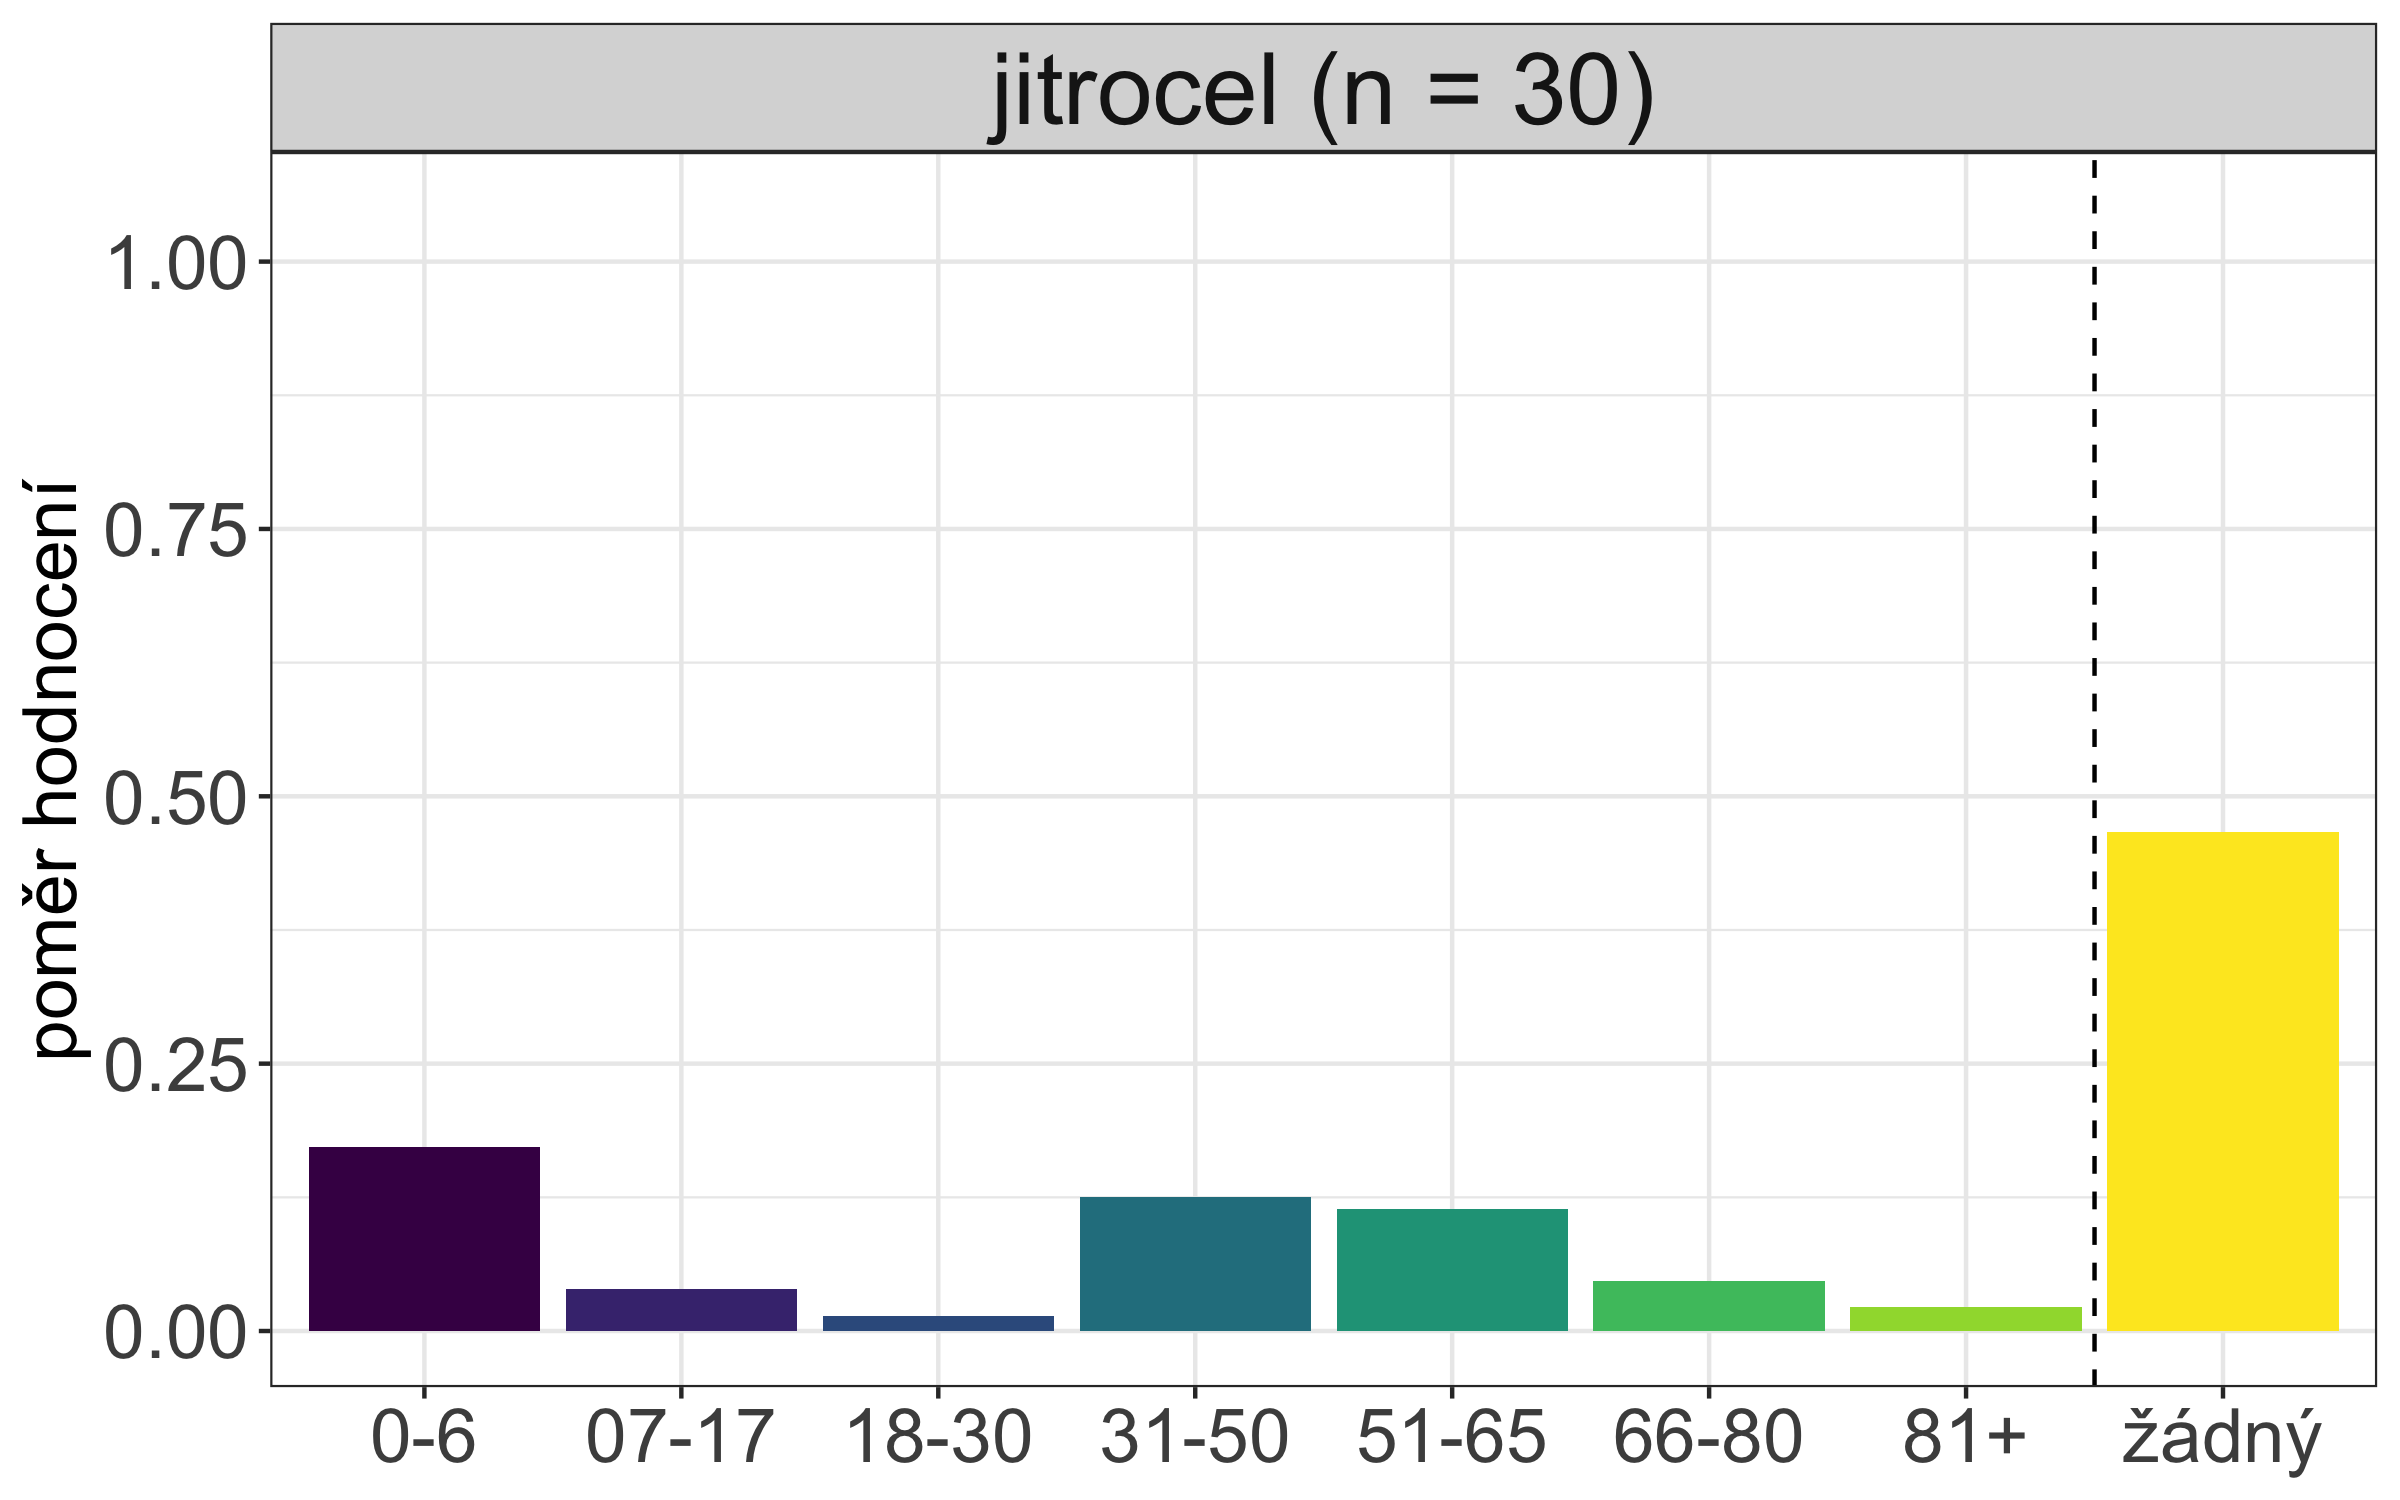 jitrocel (n = 30)
poměr hodnocení
1.00
0.75
0.50
0.25
0.00
0-6 07-17 18-30 31-50 51-65 66-80 81+ žádný